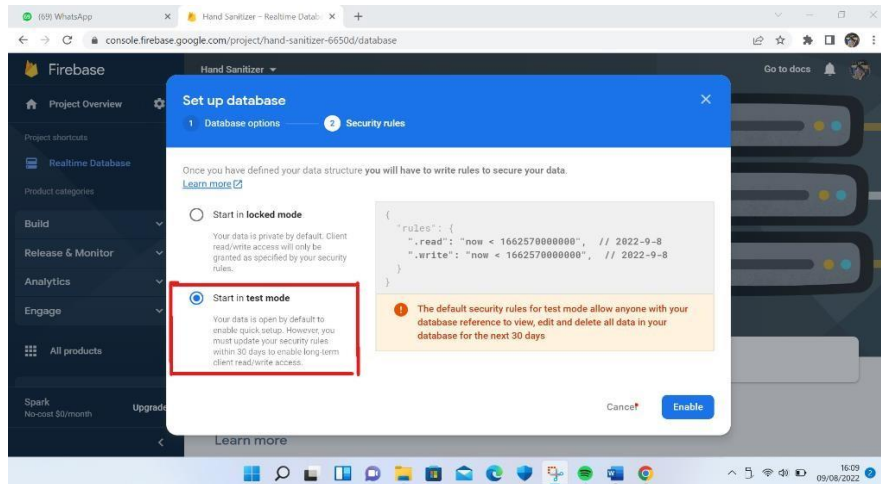 (69) WhatsApp
Hand Sanitizer – Realtime Datab
console.firebase.google.com/project/hand-sanitizer-6650d/database
Firebase
Hand Sanitizer
Go to docs
Project Overview
Set up database
1 Database options
2 Security rules
Project shortcuts
Realtime Database
Product categories
Build
Release & Monitor
Analytics
Engage
All products
Spark
No-cost $0/month
Upgrade
Once you have defined your data structure you will have to write rules to secure your data.
Learn more
Start in locked mode
Your data is private by default. Client
read/write access will only be
granted as specified by your security
rules.
Start in test mode
Your data is open by default to
enable quick setup. However, you
must update your security rules
within 30 days to enable long-term
client read/write access.
{
"rules": {
".read": "now < 1662570000000", // 2022-9-8
".write": "now < 1662570000000", // 2022-9-8
}
}
The default security rules for test mode allow anyone with your
database reference to view, edit and delete all data in your
database for the next 30 days
Cancel
Enable
Learn more
16:09
09/08/2022
2